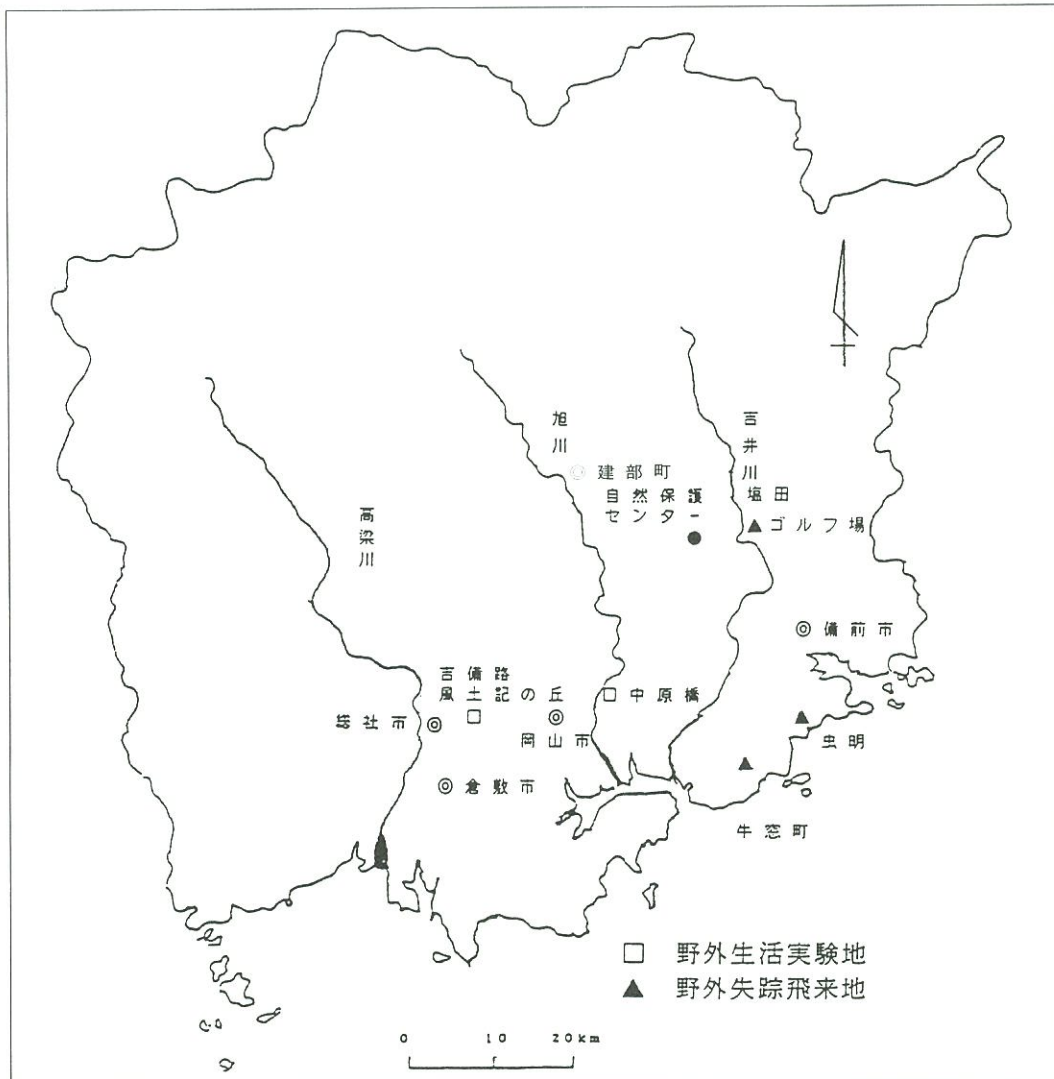 旭川
吉井川
建部町
自然保護
センター
塩田
ゴルフ場
高梁川
備前市
吉備路
風土記の丘
中原橋
総社市
岡山市
虫明
倉敷市
牛窓町
野外生活実験地
野外失踪飛来地
0 10 20km